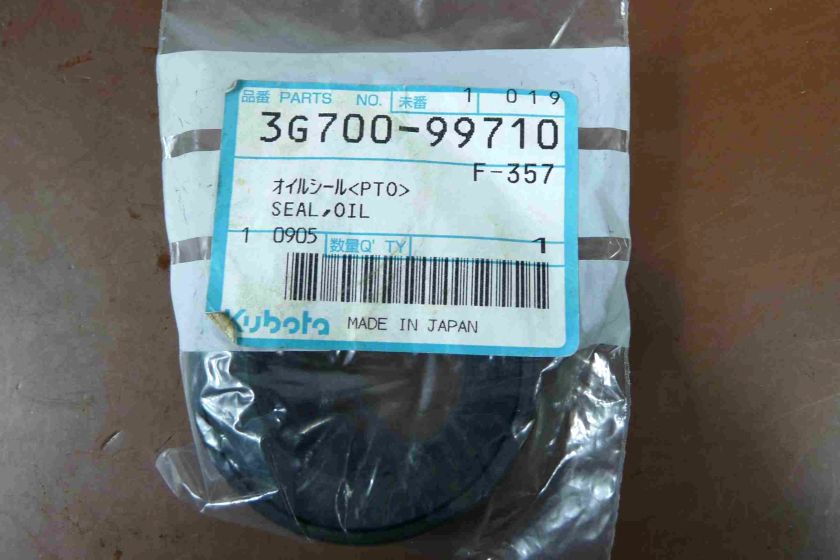 品番 PARTS NO. 未番 1 019
3G700-99710
F-357
オイルシール<PTO>
SEAL,OIL
1 0905 数量Q'TY 1
Kubota MADE IN JAPAN